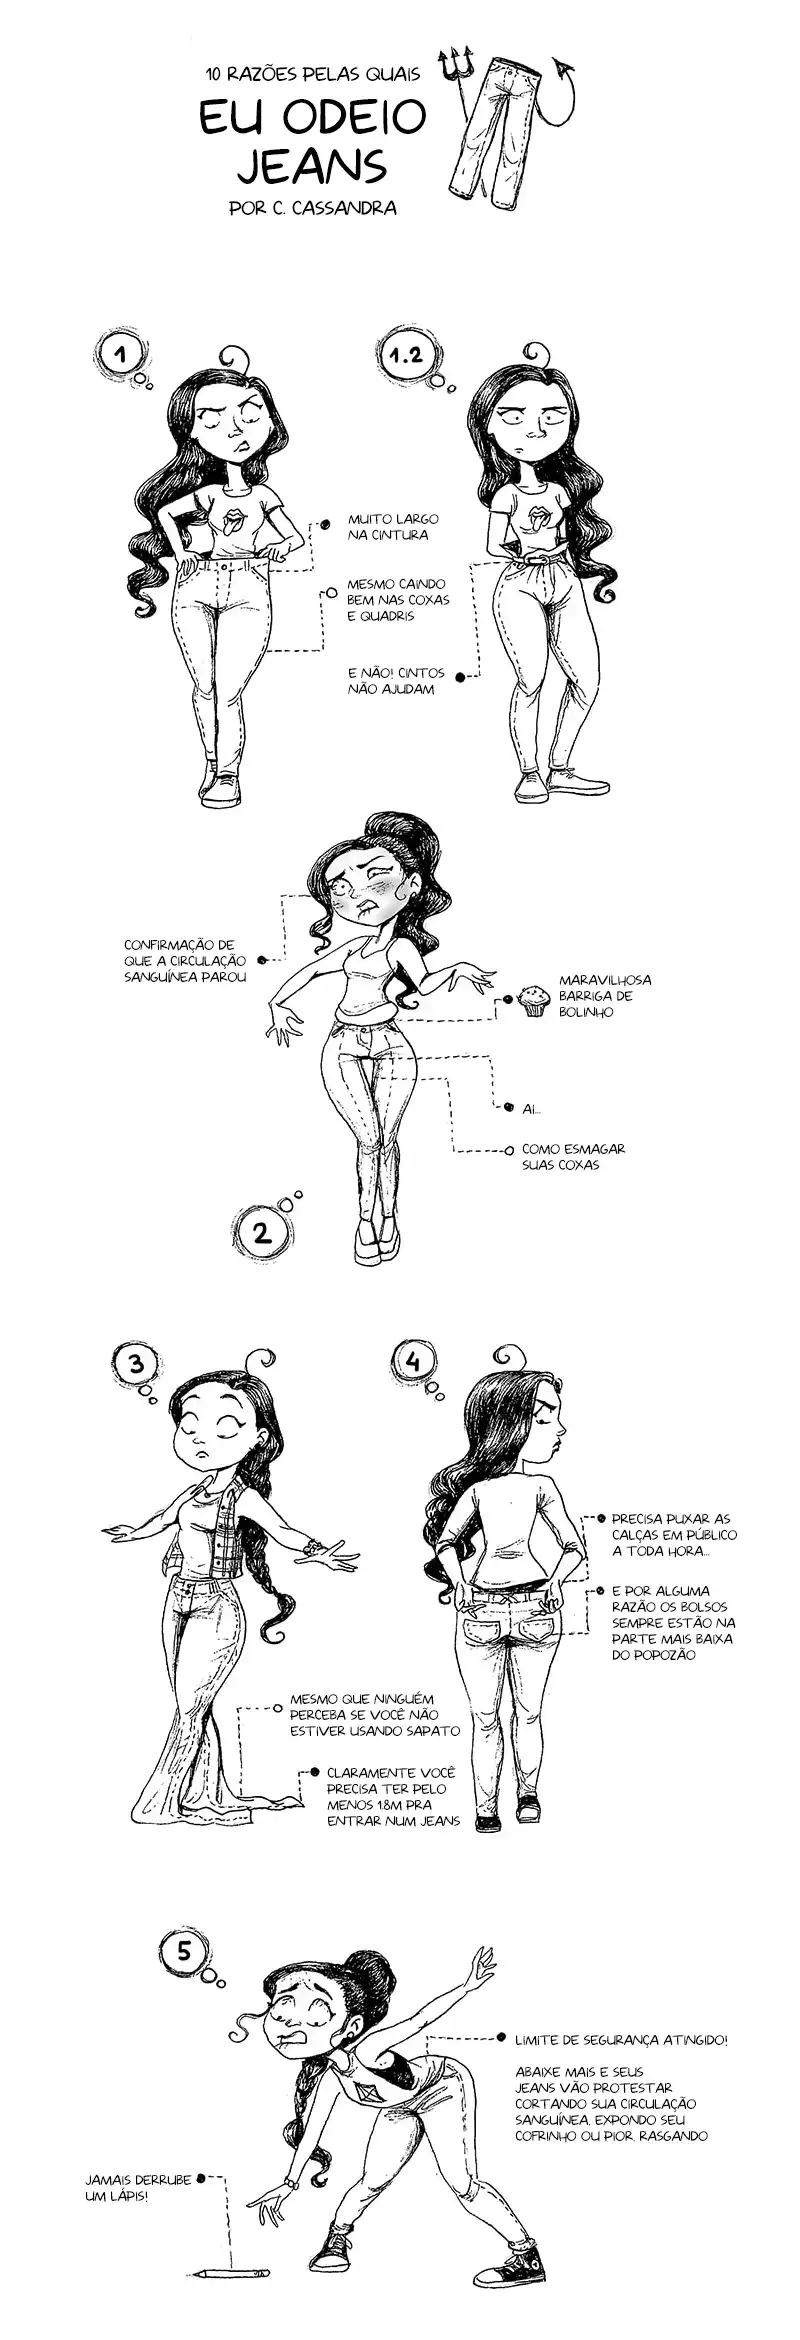 10 RAZÕES PELAS QUAIS
EU ODEIO
JEANS
POR C. CASSANDRA
1
1.2
MUITO LARGO
NA CINTURA
MESMO CAINDO
BEM NAS COXAS
E QUADRIS
E NÃO! CINTOS
NÃO AJUDAM
CONFIRMAÇÃO DE
QUE A CIRCULAÇÃO
SANGUÍNEA PAROU
MARAVILHOSA
BARRIGA DE
BOLINHO
AI...
COMO ESMAGAR
SUAS COXAS
2
3
4
PRECISA PUXAR AS
CALÇAS EM PÚBLICO
A TODA HORA...
E POR ALGUMA
RAZÃO OS BOLSOS
SEMPRE ESTÃO NA
PARTE MAIS BAIXA
DO POPOZÃO
MESMO QUE NINGUÉM
PERCEBA SE VOCÊ NÃO
ESTIVER USANDO SAPATO
CLARAMENTE VOCÊ
PRECISA TER PELO
MENOS 1.8M PRA
ENTRAR NUM JEANS
5
LIMITE DE SEGURANÇA ATINGIDO!
ABAIXE MAIS E SEUS
JEANS VÃO PROTESTAR
CORTANDO SUA CIRCULAÇÃO
SANGUÍNEA, EXPONDO SEU
COFRINHO OU PIOR, RASGANDO
JAMAIS DERRUBE
UM LÁPIS!